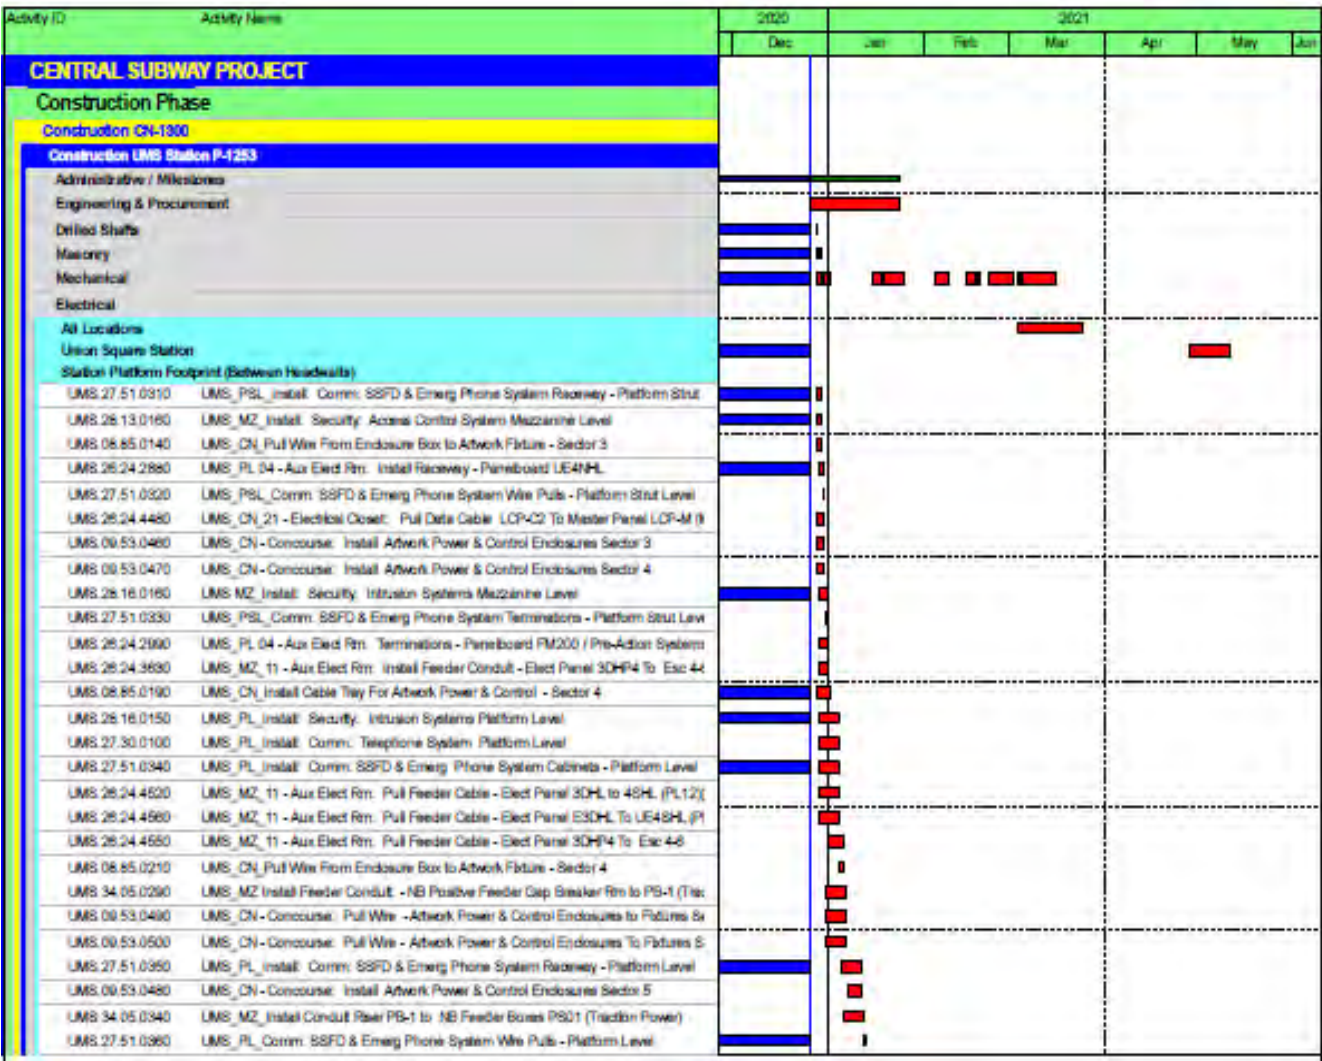 Activity ID Activity Name 2020 2021
Dec Jan Feb Mar Apr May Jun
CENTRAL SUBWAY PROJECT
Construction Phase
Construction CN-1300
Construction UMS Station P-1253
Administrative / Milestones
Engineering & Procurement
Drilled Shafts
Masonry
Mechanical
Electrical
All Locations
Union Square Station
Station Platform Footprint (Between Headwalls)
UMS.27.51.0310 UMS_PSL_Install: Comm: SSFD & Emerg Phone System Raceway - Platform Strut
UMS.28.13.0160 UMS_MZ_Install: Security: Access Control System Mezzanine Level
UMS.08.85.0140 UMS_CN_Pull Wire From Enclosure Box to Artwork Fixture - Sector 3
UMS.26.24.2880 UMS_PL 04 - Aux Elect Rm: Install Raceway - Panelboard UE4NHL
UMS.27.51.0320 UMS_PSL_Comm: SSFD & Emerg Phone System Wire Pulls - Platform Strut Level
UMS.26.24.4480 UMS_CN_21 - Electrical Closet: Pull Data Cable LCP-C2 To Master Panel LCP-M
UMS.09.53.0460 UMS_CN - Concourse: Install Artwork Power & Control Enclosures Sector 3
UMS.09.53.0470 UMS_CN - Concourse: Install Artwork Power & Control Enclosures Sector 4
UMS.28.16.0160 UMS MZ_Install: Security: Intrusion Systems Mezzanine Level
UMS.27.51.0330 UMS_PSL_Comm: SSFD & Emerg Phone System Terminations - Platform Strut Leve
UMS.26.24.2990 UMS_PL 04 - Aux Elect Rm: Terminations - Panelboard FM200 / Pre-Action Systems
UMS.26.24.3630 UMS_MZ_11 - Aux Elect Rm: Install Feeder Conduit - Elect Panel 3DHP4 To Esc
UMS.08.85.0190 UMS_CN_Install Cable Tray For Artwork Power & Control - Sector 4
UMS.28.16.0150 UMS_PL_Install: Security: Intrusion Systems Platform Level
UMS.27.30.0100 UMS_PL_Install: Comm: Telephone System Platform Level
UMS.27.51.0340 UMS_PL_Install: Comm: SSFD & Emerg Phone System Cabinets - Platform Level
UMS.26.24.4520 UMS_MZ_11 - Aux Elect Rm: Pull Feeder Cable - Elect Panel 3DHL to 4SHL (PL12)(
UMS.26.24.4560 UMS_MZ_11 - Aux Elect Rm: Pull Feeder Cable - Elect Panel E3DHL To UE4SHL (Pl
UMS.26.24.4550 UMS_MZ_11 - Aux Elect Rm: Pull Feeder Cable - Elect Panel 3DHP4 To Esc 4-6
UMS.08.85.0210 UMS_CN_Pull Wire From Enclosure Box to Artwork Fixture - Sector 4
UMS.34.05.0290 UMS_MZ Install Feeder Conduit: - NB Positive Feeder Gap Breaker Rm to PB-1 (Trac
UMS.09.53.0490 UMS_CN - Concourse: Pull Wire - Artwork Power & Control Enclosures to Fixtures Se
UMS.09.53.0500 UMS_CN - Concourse: Pull Wire - Artwork Power & Control Enclosures To Fixtures S
UMS.27.51.0350 UMS_PL_Install: Comm: SSFD & Emerg Phone System Raceway - Platform Level
UMS.09.53.0480 UMS_CN - Concourse: Install Artwork Power & Control Enclosures Sector 5
UMS.34.05.0340 UMS_MZ_Install Conduit Riser PB-1 to NB Feeder Boxes PS01 (Traction Power)
UMS.27.51.0360 UMS_PL_Comm: SSFD & Emerg Phone System Wire Pulls - Platform Level